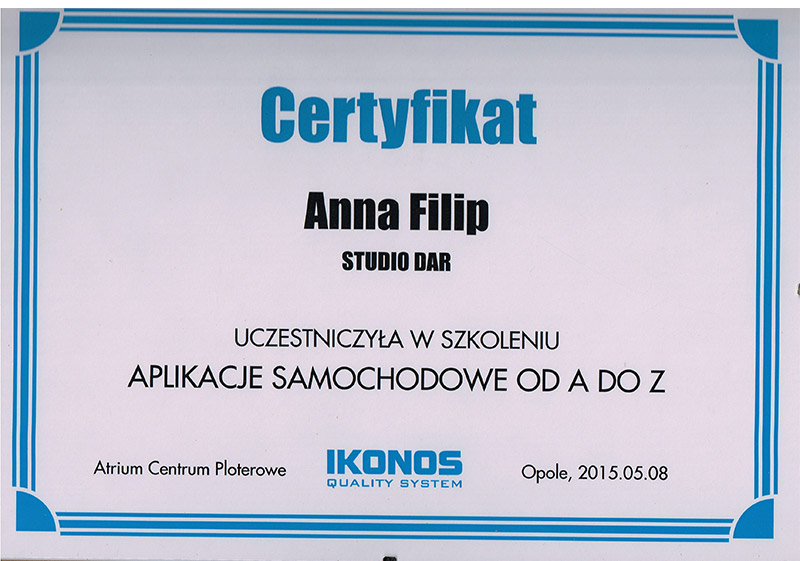 Certyfikat
Anna Filip
STUDIO DAR
UCZESTNICZYŁA W SZKOLENIU
APLIKACJE SAMOCHODOWE OD A DO Z
Atrium Centrum Ploterowe
IKONOS
QUALITY SYSTEM
Opole, 2015.05.08